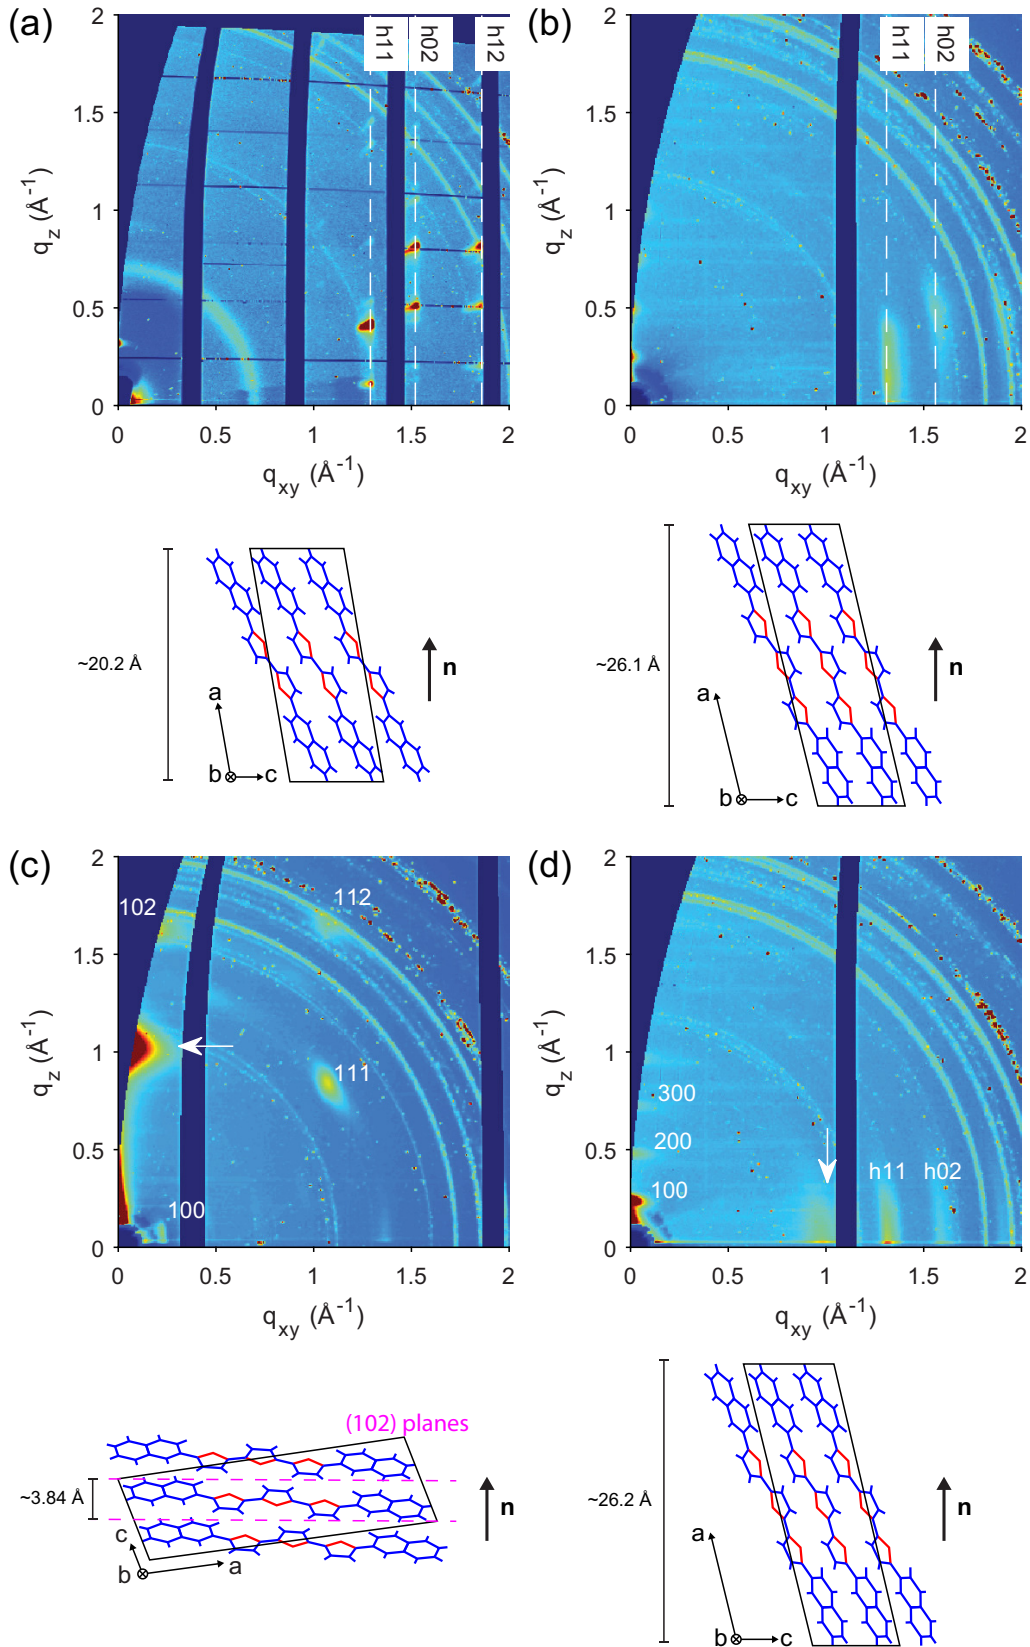 (a)
h11
h02
h12
2
1.5
1
0.5
0
q_z (Å⁻¹)
0
0.5
1
1.5
2
q_xy (Å⁻¹)
(b)
h11
h02
2
1.5
1
0.5
0
q_z (Å⁻¹)
0
0.5
1
1.5
2
q_xy (Å⁻¹)
~20.2 Å
a
b
c
n
~26.1 Å
a
b
c
n
(c)
102
112
111
100
2
1.5
1
0.5
0
q_z (Å⁻¹)
0
0.5
1
1.5
2
q_xy (Å⁻¹)
(d)
300
200
100
h11
h02
2
1.5
1
0.5
0
q_z (Å⁻¹)
0
0.5
1
1.5
2
q_xy (Å⁻¹)
(102) planes
~3.84 Å
c
b
a
n
~26.2 Å
a
b
c
n